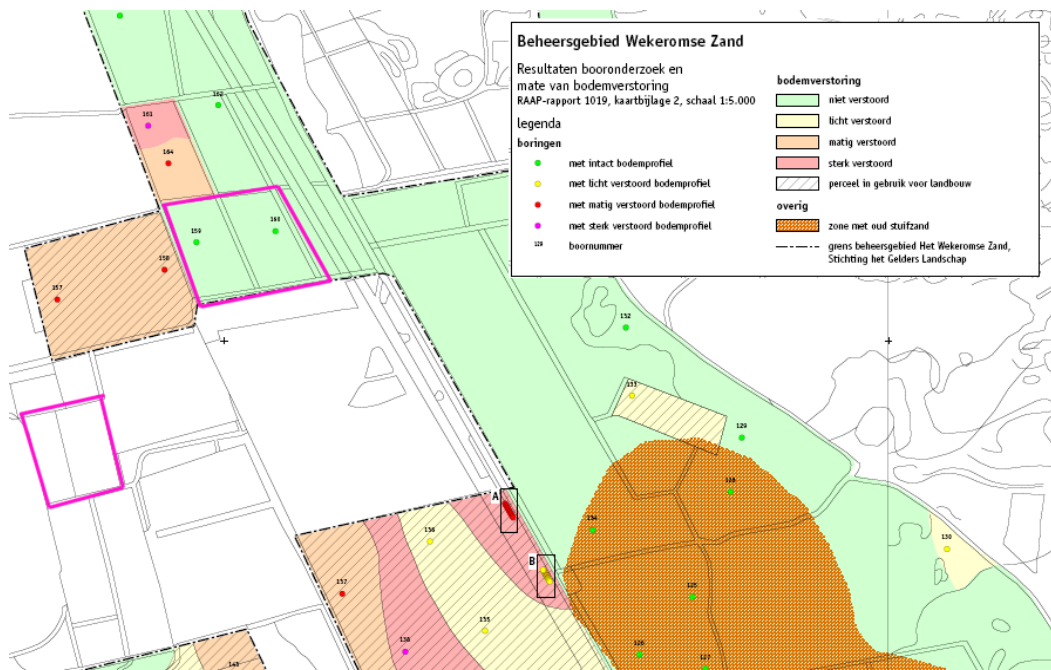 Beheersgebied Wekeromse Zand
Resultaten booronderzoek en
mate van bodemverstoring
RAAP-rapport 1019, kaartbijlage 2, schaal 1:5.000
legenda
boringen
met intact bodemprofiel
met licht verstoord bodemprofiel
met matig verstoord bodemprofiel
met sterk verstoord bodemprofiel
129 boornummer
bodemverstoring
niet verstoord
licht verstoord
matig verstoord
sterk verstoord
perceel in gebruik voor landbouw
overig
zone met oud stuifzand
grens beheersgebied Het Wekeromse Zand,
Stichting het Gelders Landschap
162
161
164
159
160
158
157
152
133
129
128
A
134
136
130
B
137
125
135
138
126
127